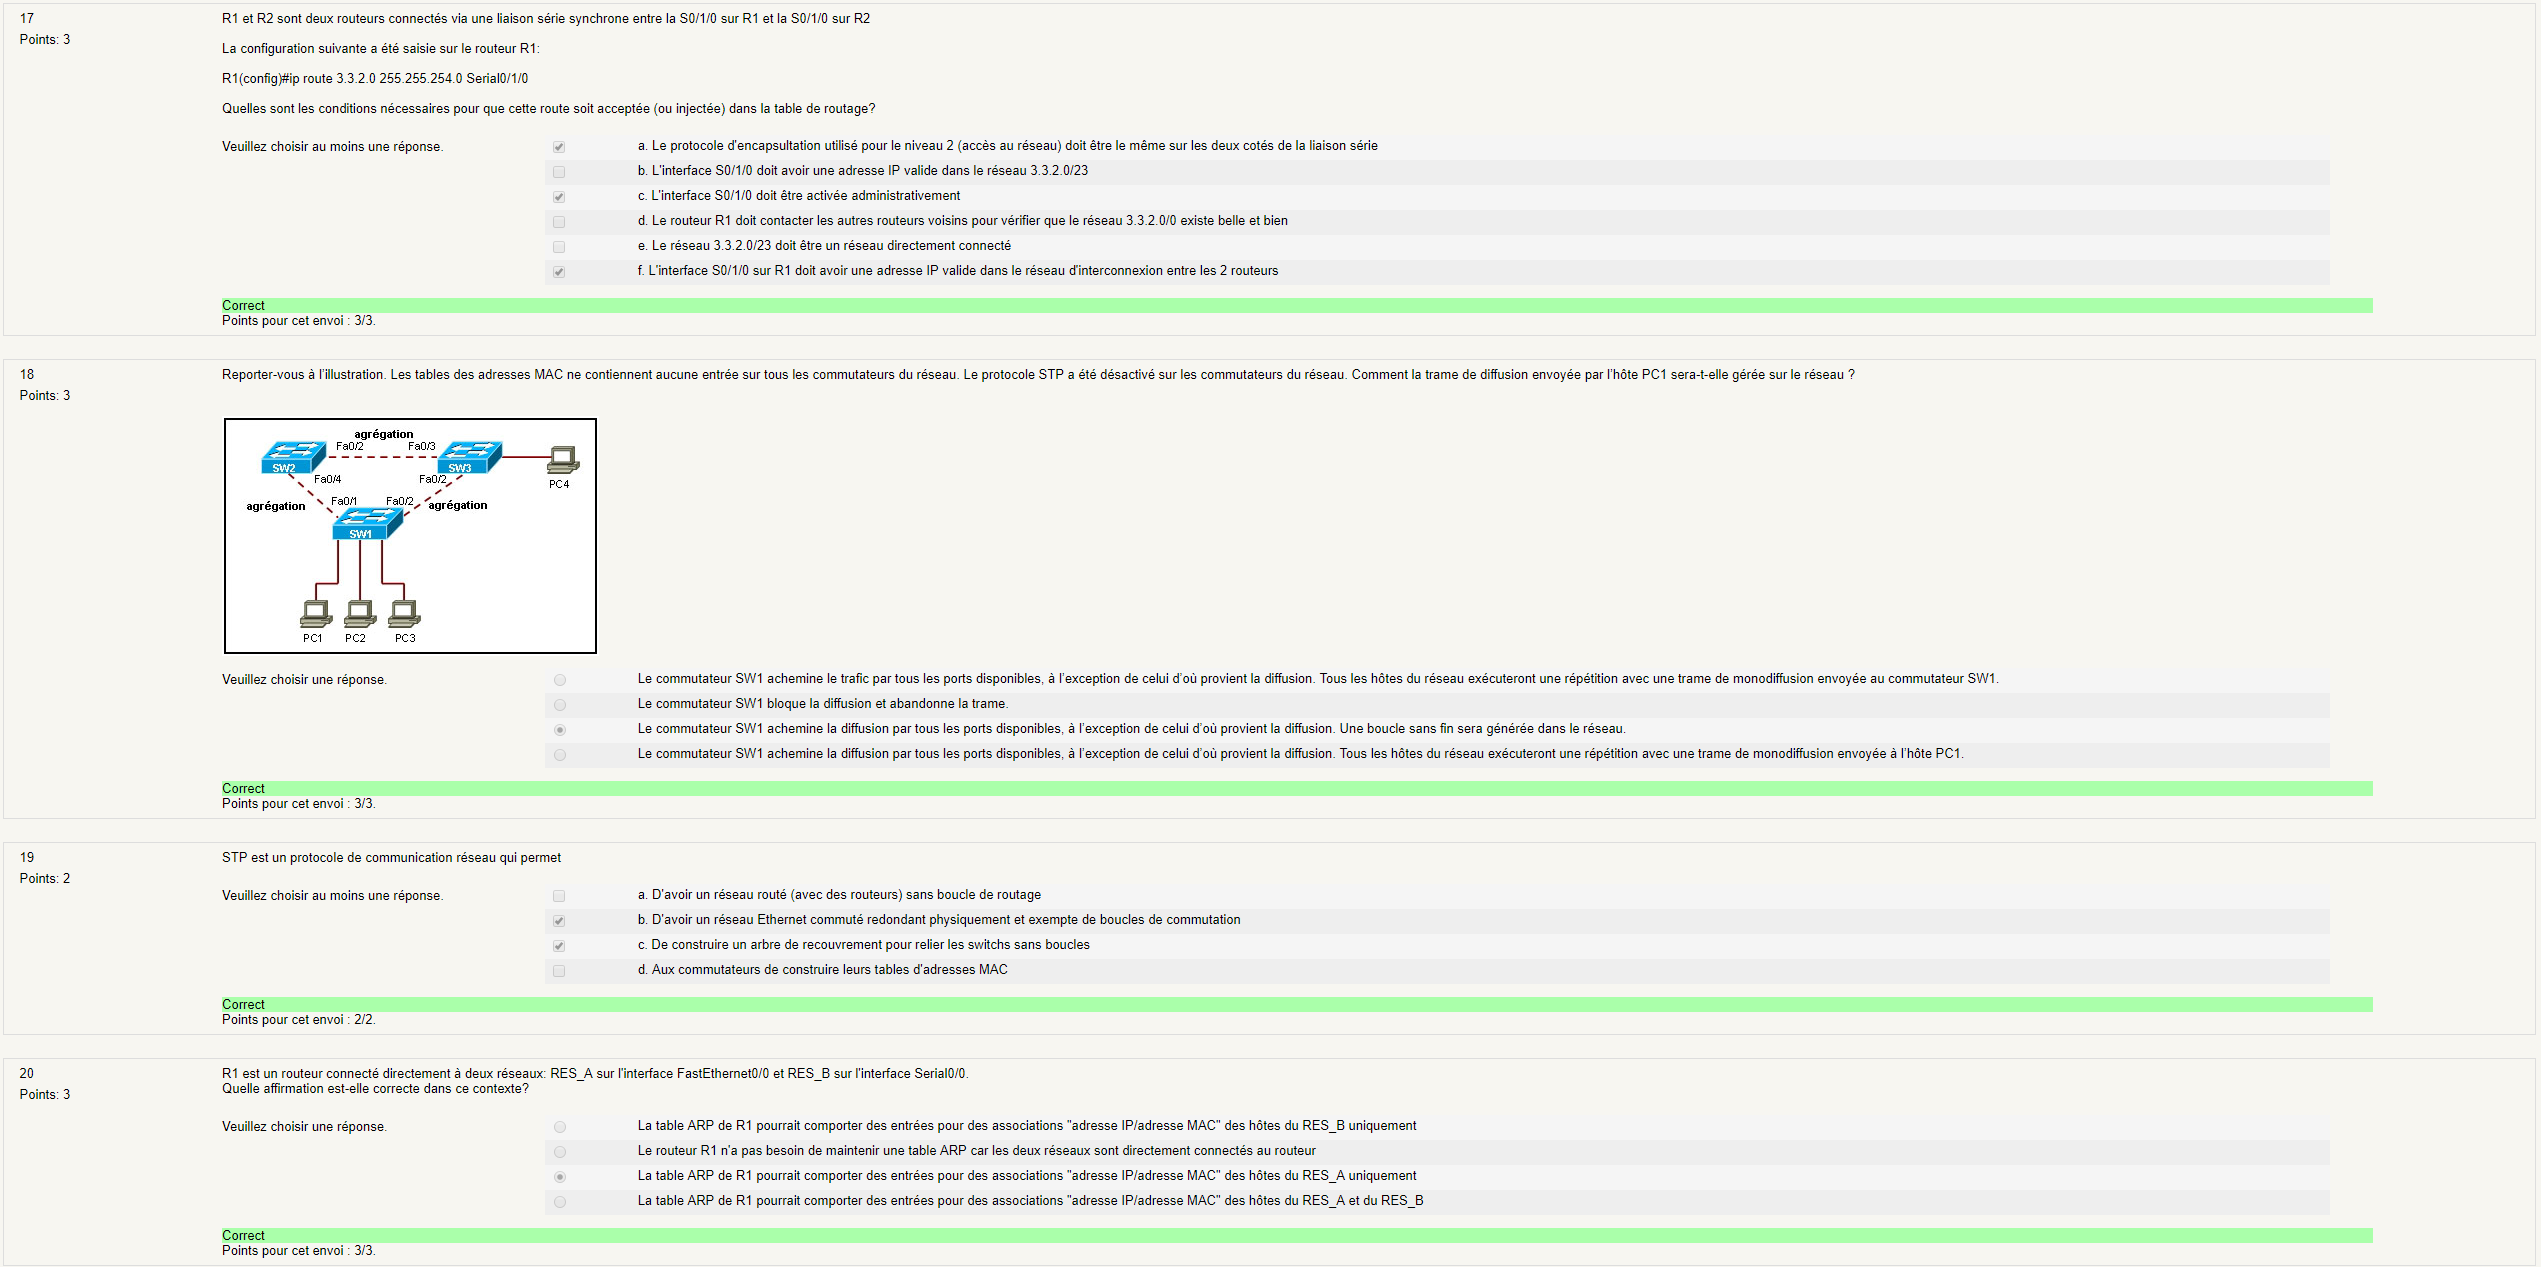 17
Points: 3
R1 et R2 sont deux routeurs connectés via une liaison série synchrone entre la S0/1/0 sur R1 et la S0/1/0 sur R2
La configuration suivante a été saisie sur le routeur R1:
R1(config)#ip route 3.3.2.0 255.255.254.0 Serial0/1/0
Quelles sont les conditions nécessaires pour que cette route soit acceptée (ou injectée) dans la table de routage?
Veuillez choisir au moins une réponse.
a. Le protocole d'encapsultation utilisé pour le niveau 2 (accès au réseau) doit être le même sur les deux cotés de la liaison série
b. L'interface S0/1/0 doit avoir une adresse IP valide dans le réseau 3.3.2.0/23
c. L'interface S0/1/0 doit être activée administrativement
d. Le routeur R1 doit contacter les autres routeurs voisins pour vérifier que le réseau 3.3.2.0/0 existe belle et bien
e. Le réseau 3.3.2.0/23 doit être un réseau directement connecté
f. L'interface S0/1/0 sur R1 doit avoir une adresse IP valide dans le réseau d'interconnexion entre les 2 routeurs
Correct
Points pour cet envoi : 3/3.
18
Points: 3
Reporter-vous à l’illustration. Les tables des adresses MAC ne contiennent aucune entrée sur tous les commutateurs du réseau. Le protocole STP a été désactivé sur les commutateurs du réseau. Comment la trame de diffusion envoyée par l’hôte PC1 sera-t-elle gérée sur le réseau ?
agrégation
Fa0/2 Fa0/3
SW2 SW3
Fa0/4 Fa0/2
PC4
Fa0/1 Fa0/2
agrégation agrégation
SW1
PC1 PC2 PC3
Veuillez choisir une réponse.
Le commutateur SW1 achemine le trafic par tous les ports disponibles, à l’exception de celui d’où provient la diffusion. Tous les hôtes du réseau exécuteront une répétition avec une trame de monodiffusion envoyée au commutateur SW1.
Le commutateur SW1 bloque la diffusion et abandonne la trame.
Le commutateur SW1 achemine la diffusion par tous les ports disponibles, à l’exception de celui d’où provient la diffusion. Une boucle sans fin sera générée dans le réseau.
Le commutateur SW1 achemine la diffusion par tous les ports disponibles, à l’exception de celui d’où provient la diffusion. Tous les hôtes du réseau exécuteront une répétition avec une trame de monodiffusion envoyée à l’hôte PC1.
Correct
Points pour cet envoi : 3/3.
19
Points: 2
STP est un protocole de communication réseau qui permet
Veuillez choisir au moins une réponse.
a. D'avoir un réseau routé (avec des routeurs) sans boucle de routage
b. D'avoir un réseau Ethernet commuté redondant physiquement et exempte de boucles de commutation
c. De construire un arbre de recouvrement pour relier les switchs sans boucles
d. Aux commutateurs de construire leurs tables d'adresses MAC
Correct
Points pour cet envoi : 2/2.
20
Points: 3
R1 est un routeur connecté directement à deux réseaux: RES_A sur l'interface FastEthernet0/0 et RES_B sur l'interface Serial0/0.
Quelle affirmation est-elle correcte dans ce contexte?
Veuillez choisir une réponse.
La table ARP de R1 pourrait comporter des entrées pour des associations "adresse IP/adresse MAC" des hôtes du RES_B uniquement
Le routeur R1 n'a pas besoin de maintenir une table ARP car les deux réseaux sont directement connectés au routeur
La table ARP de R1 pourrait comporter des entrées pour des associations "adresse IP/adresse MAC" des hôtes du RES_A uniquement
La table ARP de R1 pourrait comporter des entrées pour des associations "adresse IP/adresse MAC" des hôtes du RES_A et du RES_B
Correct
Points pour cet envoi : 3/3.